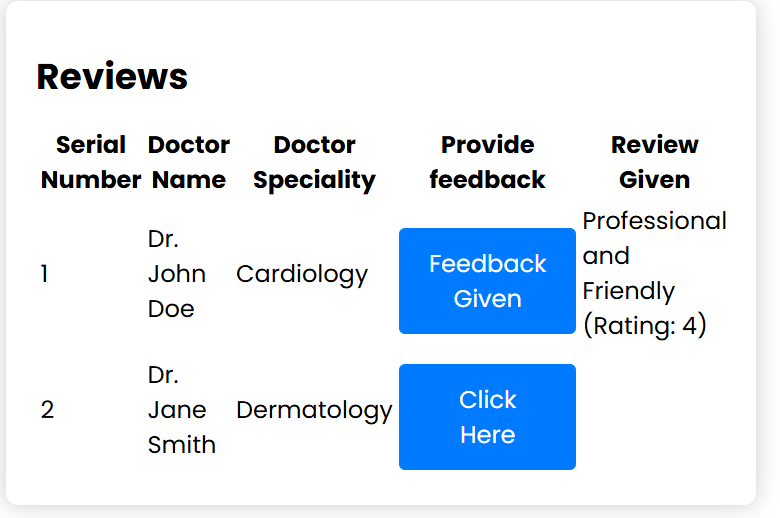 Reviews
Serial Doctor Doctor Provide Review
Number Name Speciality feedback Given
1 Dr. John Doe Cardiology Feedback Given Professional and Friendly (Rating: 4)
2 Dr. Jane Smith Dermatology Click Here